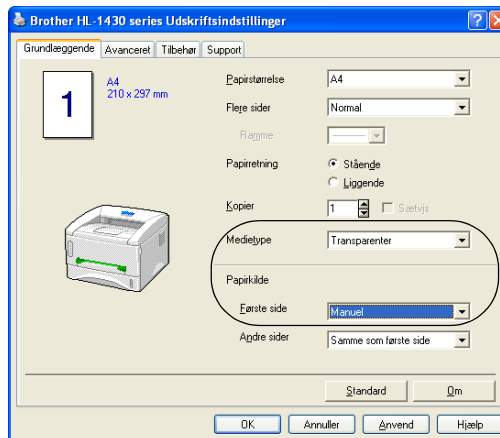 Brother HL-1430 series Udskriftsindstillinger
Grundlæggende Avanceret Tilbehør Support
1
A4
210 x 297 mm
Papirstørrelse A4
Flere sider Normal
Ramme
Papirretning Stående
Liggende
Kopier 1 Sætvis
Medietype Transparenter
Papirkilde
Første side Manuel
Andre sider Samme som første side
Standard Om
OK Annuller Anvend Hjælp